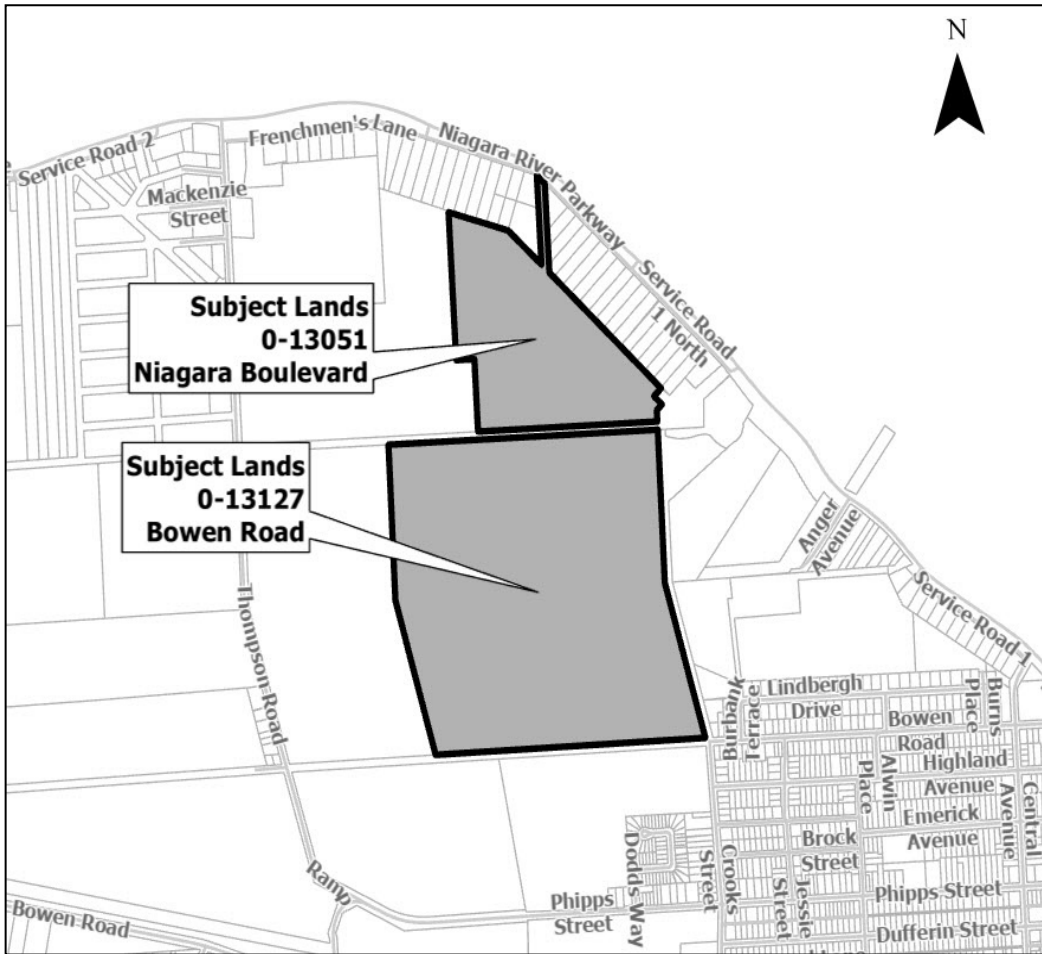 N
Service Road 2
Frenchmen's Lane
Niagara River Parkway
Mackenzie
Street
Service Road
1 North
Subject Lands
0-13051
Niagara Boulevard
Subject Lands
0-13127
Bowen Road
Anger
Avenue
Service Road 1
Thompson Road
Burbank
Terrace
Lindbergh
Drive
Burns
Place
Bowen
Road
Highland
Avenue
Alwin
Place
Central
Avenue
Emerick
Avenue
Brock
Street
Dodds Way
Crooks
Street
Jessie
Street
Ramp
Phipps
Street
Phipps Street
Dufferin Street
Bowen Road